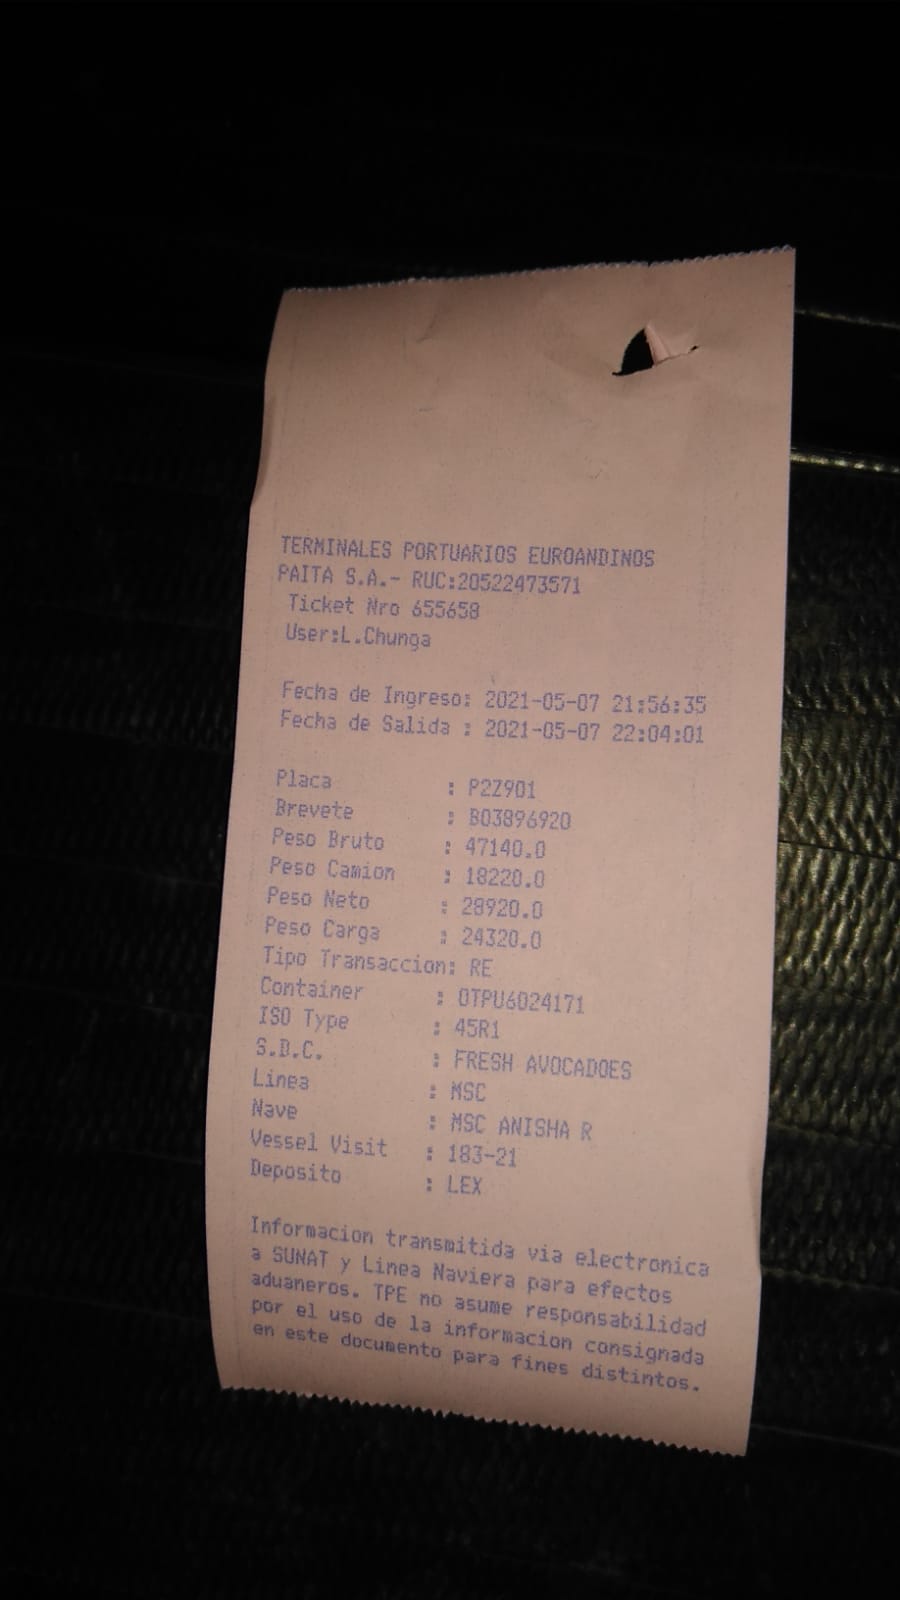 TERMINALES PORTUARIOS EUROANDINOS
PAITA S.A.- RUC:20522473571
Ticket Nro 655658
User:L.Chunga
Fecha de Ingreso: 2021-05-07 21:56:35
Fecha de Salida : 2021-05-07 22:04:01
Placa : P2Z901
Brevete : B03896920
Peso Bruto : 47140.0
Peso Camion : 18220.0
Peso Neto : 28920.0
Peso Carga : 24320.0
Tipo Transaccion: RE
Container : OTPU6024171
ISO Type : 45R1
S.D.C. : FRESH AVOCADOES
Linea : MSC
Nave : MSC ANISHA R
Vessel Visit : 183-21
Deposito : LEX
Informacion transmitida via electronica
a SUNAT y Linea Naviera para efectos
aduaneros. TPE no asume responsabilidad
por el uso de la informacion consignada
en este documento para fines distintos.